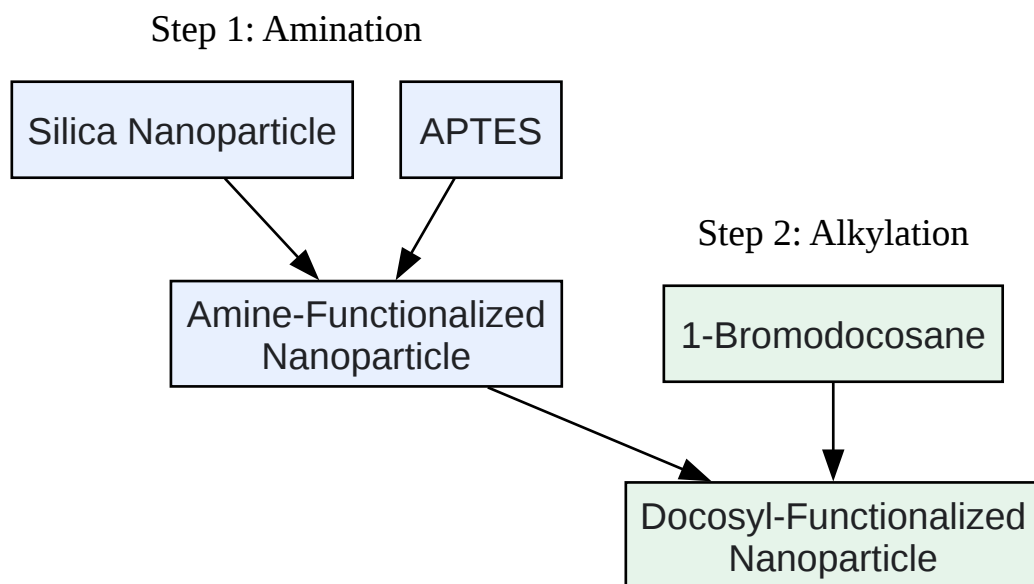 Step 1: Amination
Silica Nanoparticle
APTES
Amine-Functionalized
Nanoparticle
Step 2: Alkylation
1-Bromodocosane
Docosyl-Functionalized
Nanoparticle